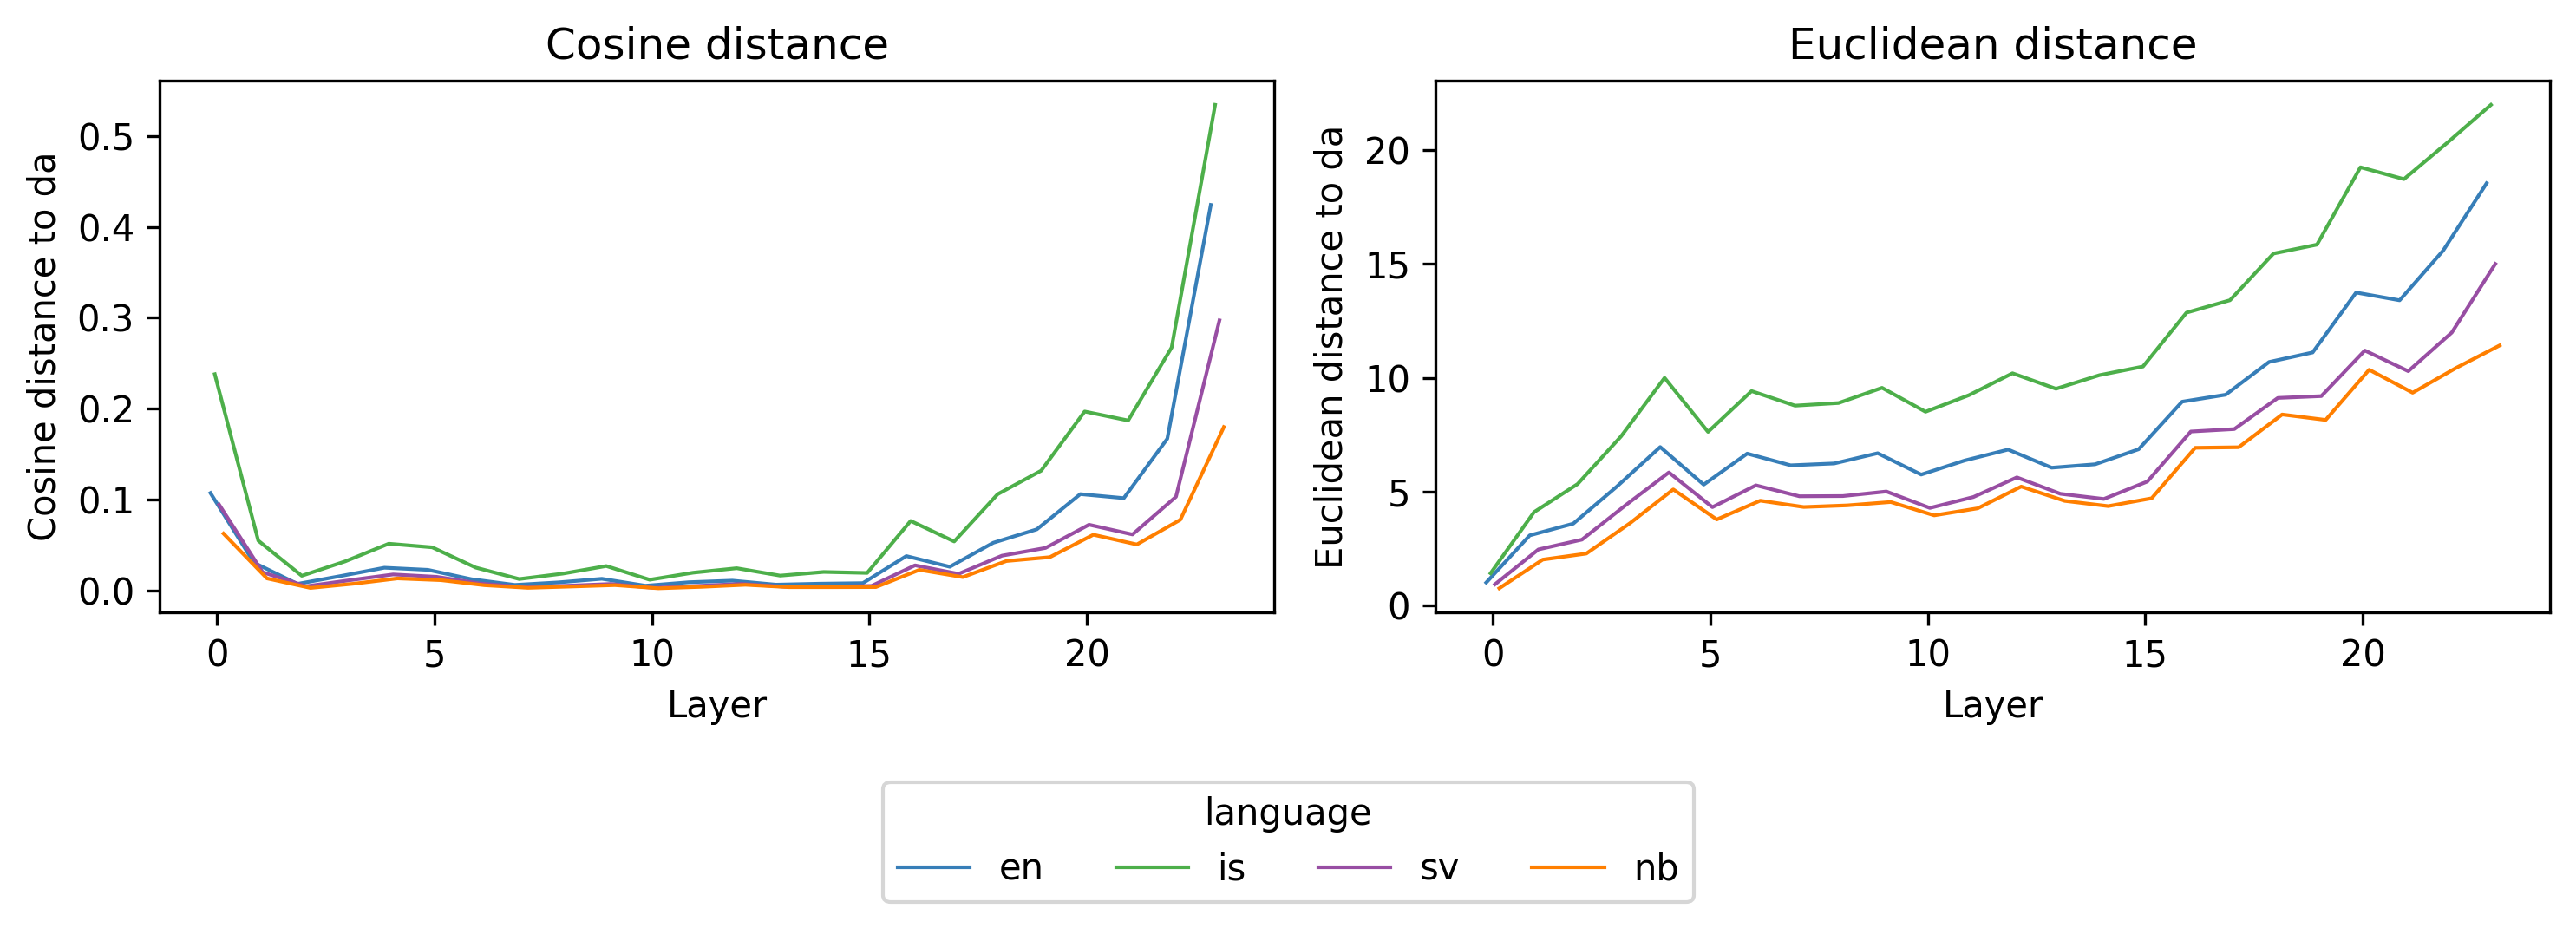 Cosine distance
Cosine distance to da
0.5
0.4
0.3
0.2
0.1
0.0
0 5 10 15 20
Layer
Euclidean distance
Euclidean distance to da
20
15
10
5
0
0 5 10 15 20
Layer
language
en is sv nb